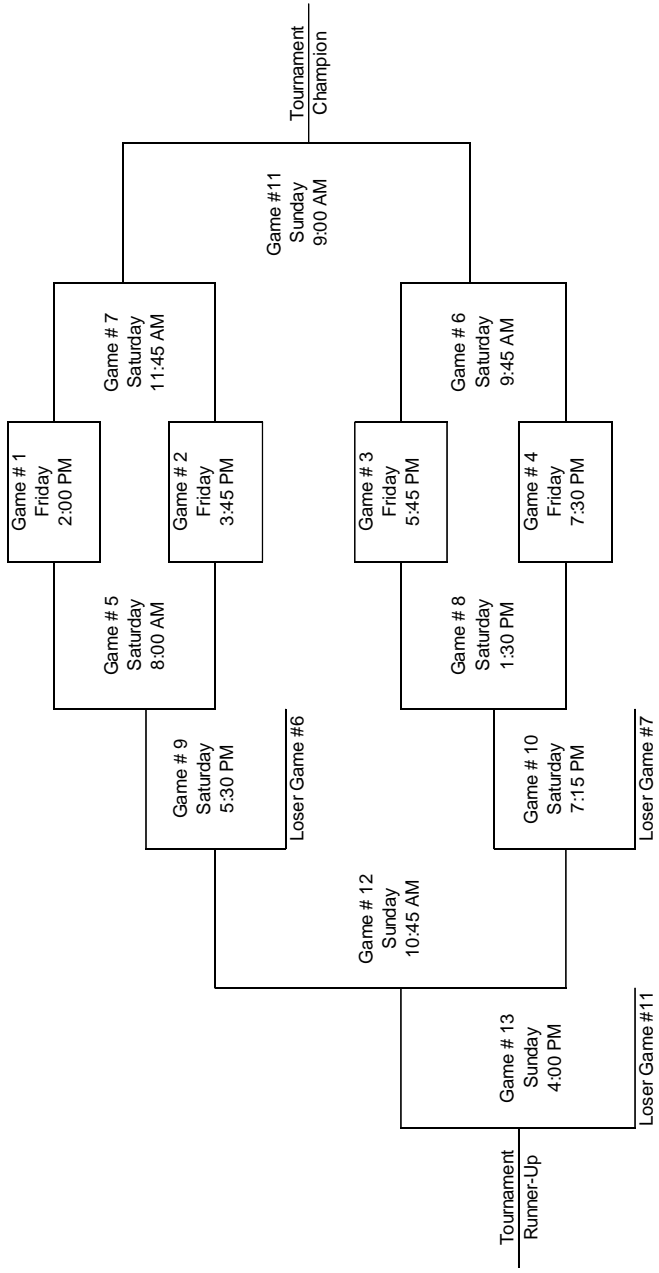 Tournament
Champion
Game #11
Sunday
9:00 AM
Game # 7
Saturday
11:45 AM
Game # 6
Saturday
9:45 AM
Game # 1
Friday
2:00 PM
Game # 2
Friday
3:45 PM
Game # 3
Friday
5:45 PM
Game # 4
Friday
7:30 PM
Game # 5
Saturday
8:00 AM
Game # 8
Saturday
1:30 PM
Game # 9
Saturday
5:30 PM
Loser Game #6
Game # 10
Saturday
7:15 PM
Loser Game #7
Game # 12
Sunday
10:45 AM
Game # 13
Sunday
4:00 PM
Loser Game #11
Tournament
Runner-Up